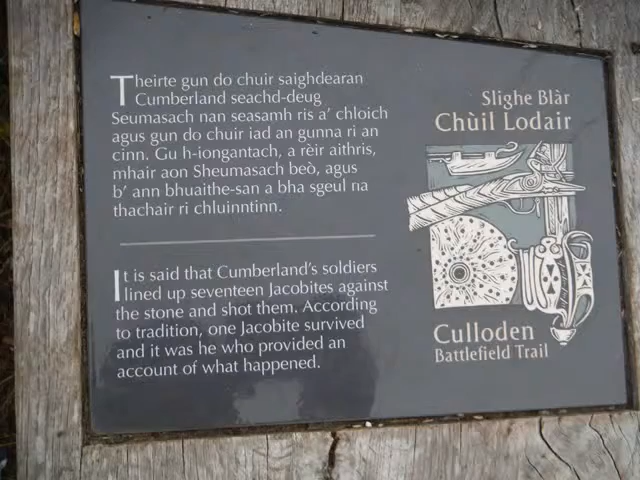 Theirte gun do chuir saighdearan
Cumberland seachd-deug
Seumasach nan seasamh ris a' chloich
agus gun do chuir iad an gunna ri an
cinn. Gu h-iongantach, a rèir aithris,
mhair aon Sheumasach beò, agus
b' ann bhuaithe-san a bha sgeul na
thachair ri chluinntinn.
It is said that Cumberland's soldiers
lined up seventeen Jacobites against
the stone and shot them. According
to tradition, one Jacobite survived
and it was he who provided an
account of what happened.
Slighe Blàr
Chùil Lodair
Culloden
Battlefield Trail